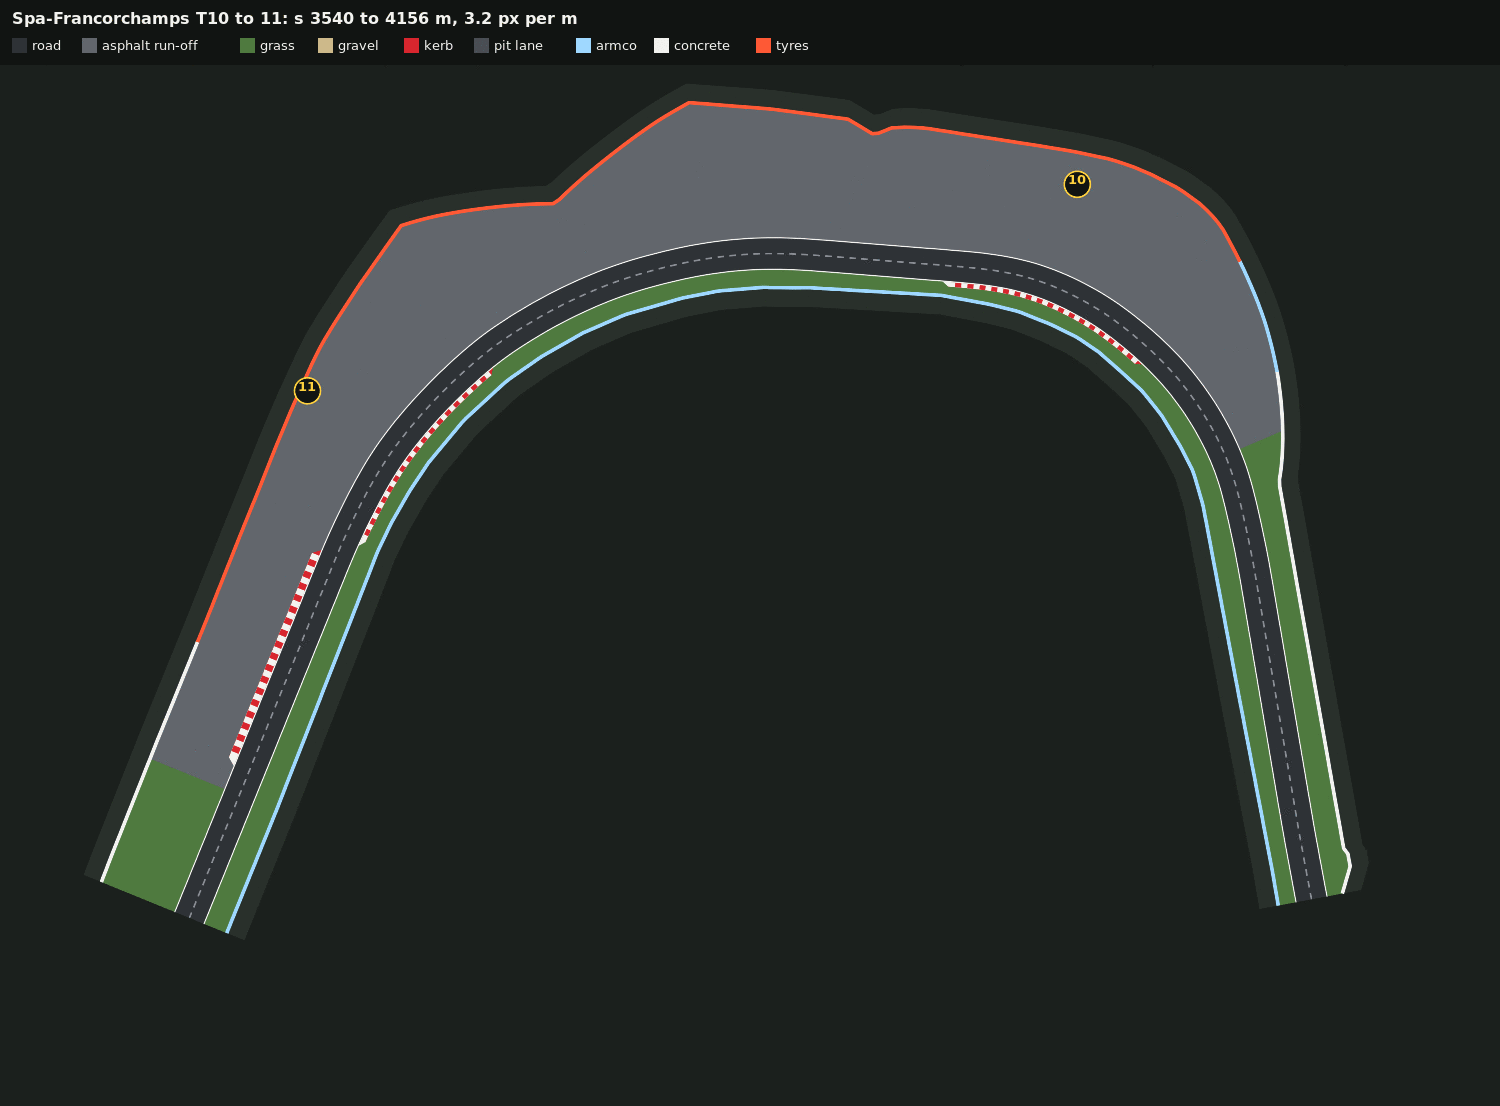 Spa-Francorchamps T10 to 11: s 3540 to 4156 m, 3.2 px per m
road asphalt run-off grass gravel kerb pit lane armco concrete tyres
10
11